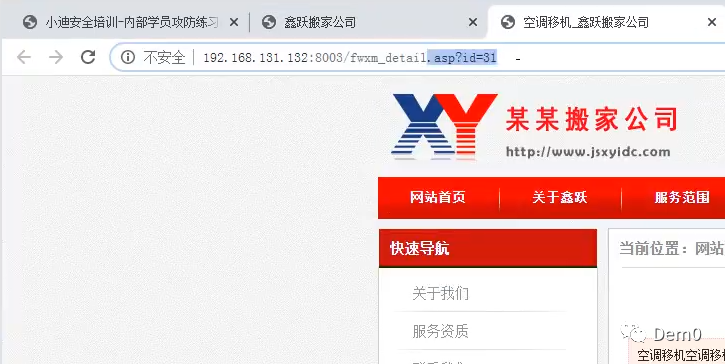 小迪安全培训-内部学员攻防练习
鑫跃搬家公司
空调移机_鑫跃搬家公司
不安全 192.168.131.132:8003/fwxm_detail.asp?id=31
XY 某某搬家公司
http://www.jsxyidc.com
网站首页 关于鑫跃 服务范围
快速导航
当前位置：网站
关于我们
服务资质
Dem0
空调移机空调移机